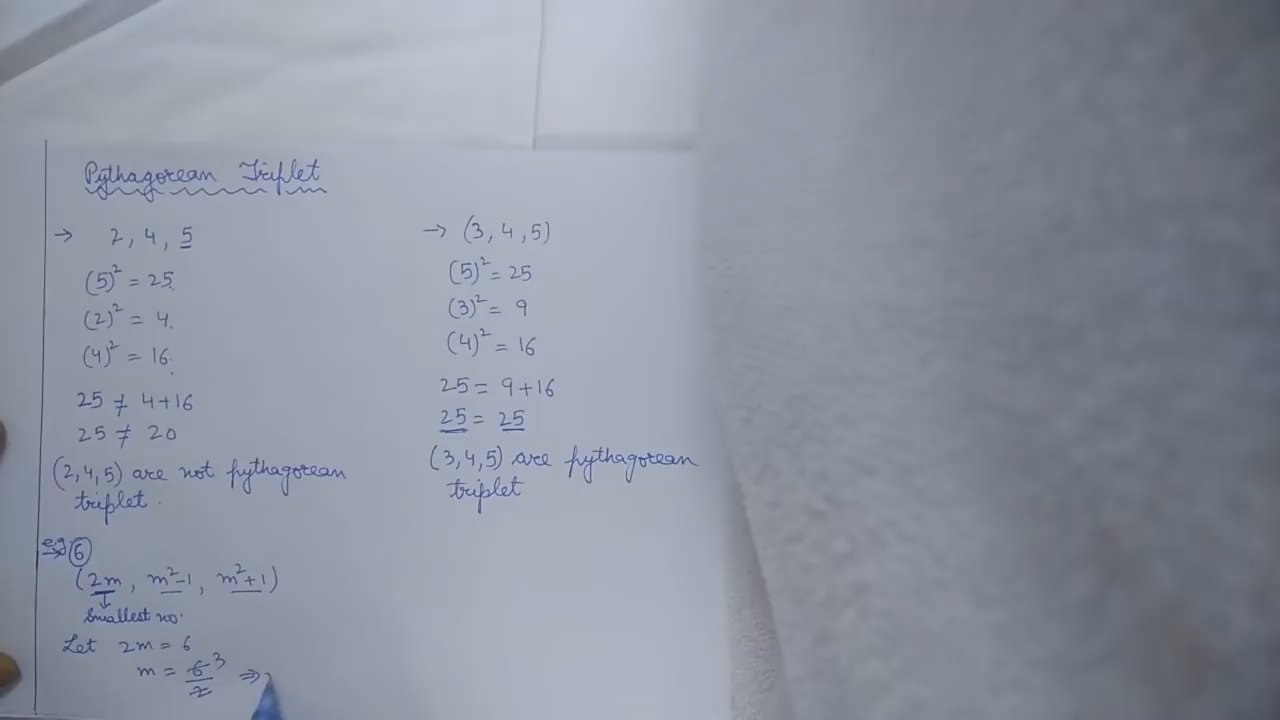 Pythagorean Triplet
→ 2, 4, 5
(5)² = 25
(2)² = 4
(4)² = 16
25 ≠ 4+16
25 ≠ 20
(2,4,5) are not pythagorean
triplet.
→ (3, 4, 5)
(5)² = 25
(3)² = 9
(4)² = 16
25 = 9+16
25 = 25
(3,4,5) are pythagorean
triplet
eg → 6
(2m, m²-1, m²+1)
↓
Smallest no.
Let 2m = 6
m = 6/2 3 ⇒